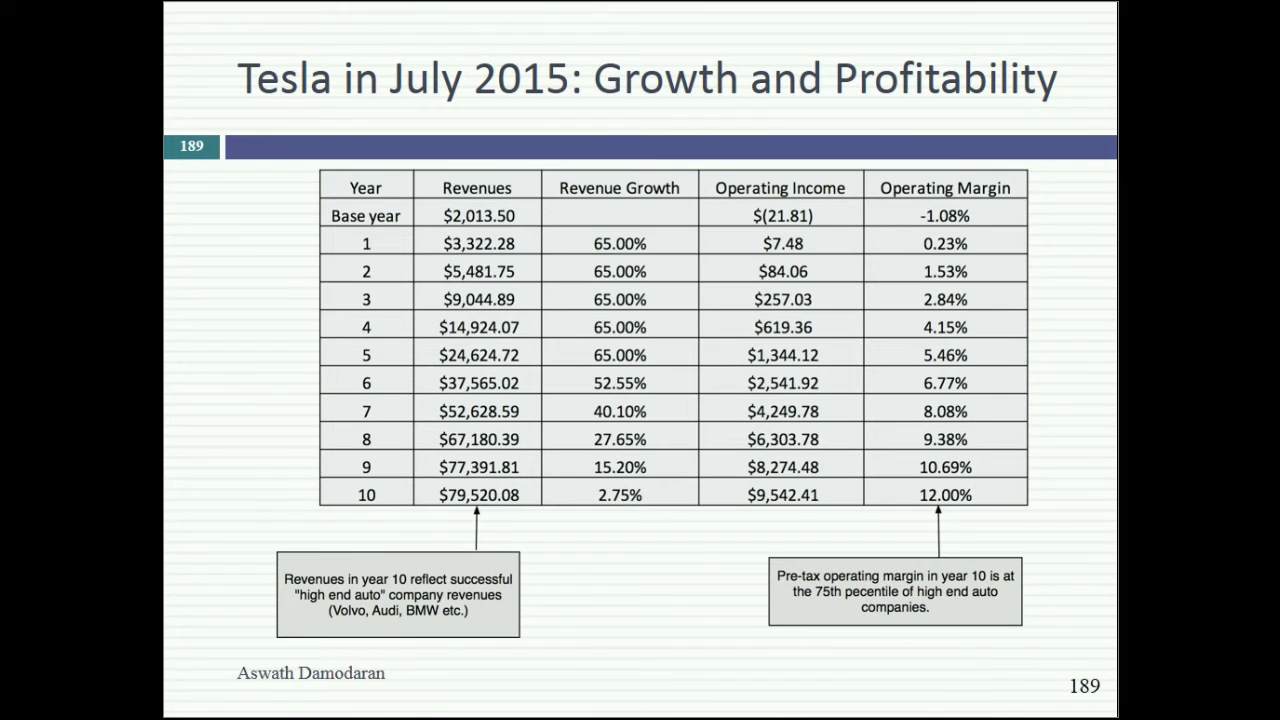 Tesla in July 2015: Growth and Profitability
189
Year Revenues Revenue Growth Operating Income Operating Margin
Base year $2,013.50 $(21.81) -1.08%
1 $3,322.28 65.00% $7.48 0.23%
2 $5,481.75 65.00% $84.06 1.53%
3 $9,044.89 65.00% $257.03 2.84%
4 $14,924.07 65.00% $619.36 4.15%
5 $24,624.72 65.00% $1,344.12 5.46%
6 $37,565.02 52.55% $2,541.92 6.77%
7 $52,628.59 40.10% $4,249.78 8.08%
8 $67,180.39 27.65% $6,303.78 9.38%
9 $77,391.81 15.20% $8,274.48 10.69%
10 $79,520.08 2.75% $9,542.41 12.00%
Revenues in year 10 reflect successful
"high end auto" company revenues
(Volvo, Audi, BMW etc.)
Pre-tax operating margin in year 10 is at
the 75th pecentile of high end auto
companies.
Aswath Damodaran
189